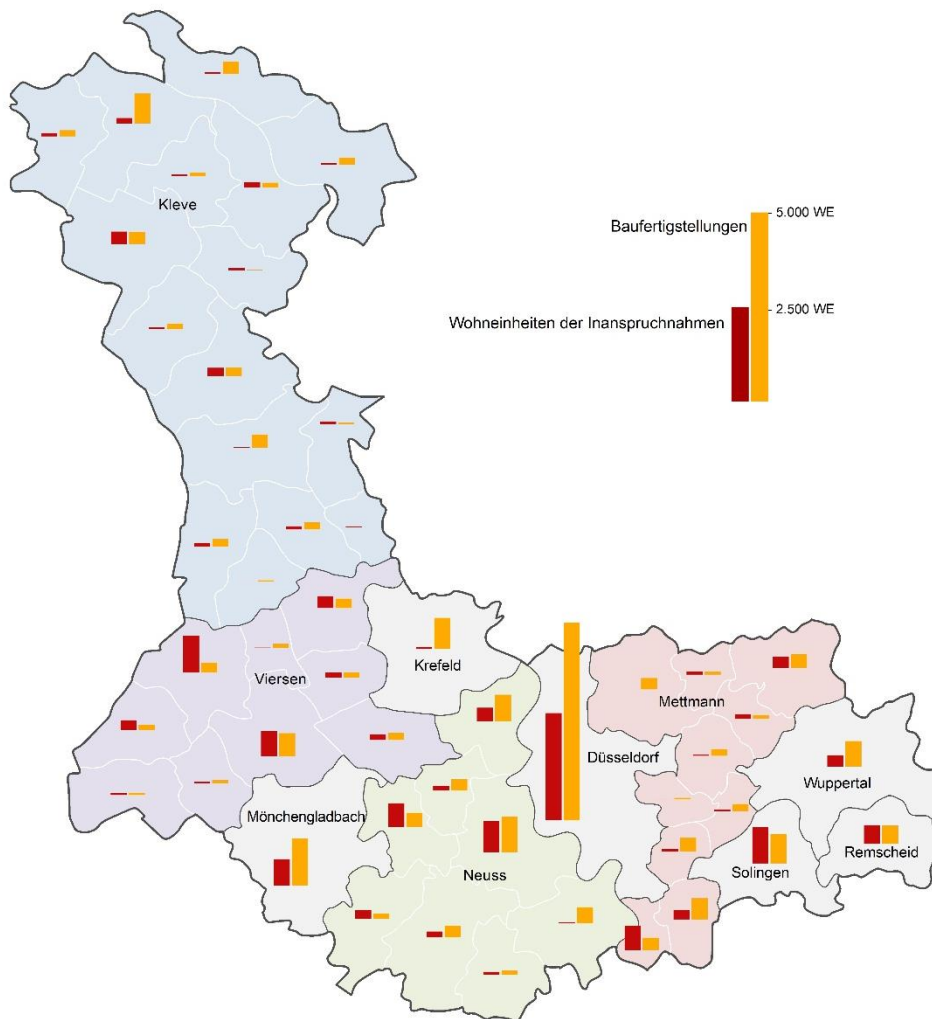 Kleve
5.000 WE
Baufertigstellungen
2.500 WE
Wohneinheiten der Inanspruchnahmen
Krefeld
Viersen
Mettmann
Düsseldorf
Wuppertal
Mönchengladbach
Remscheid
Solingen
Neuss